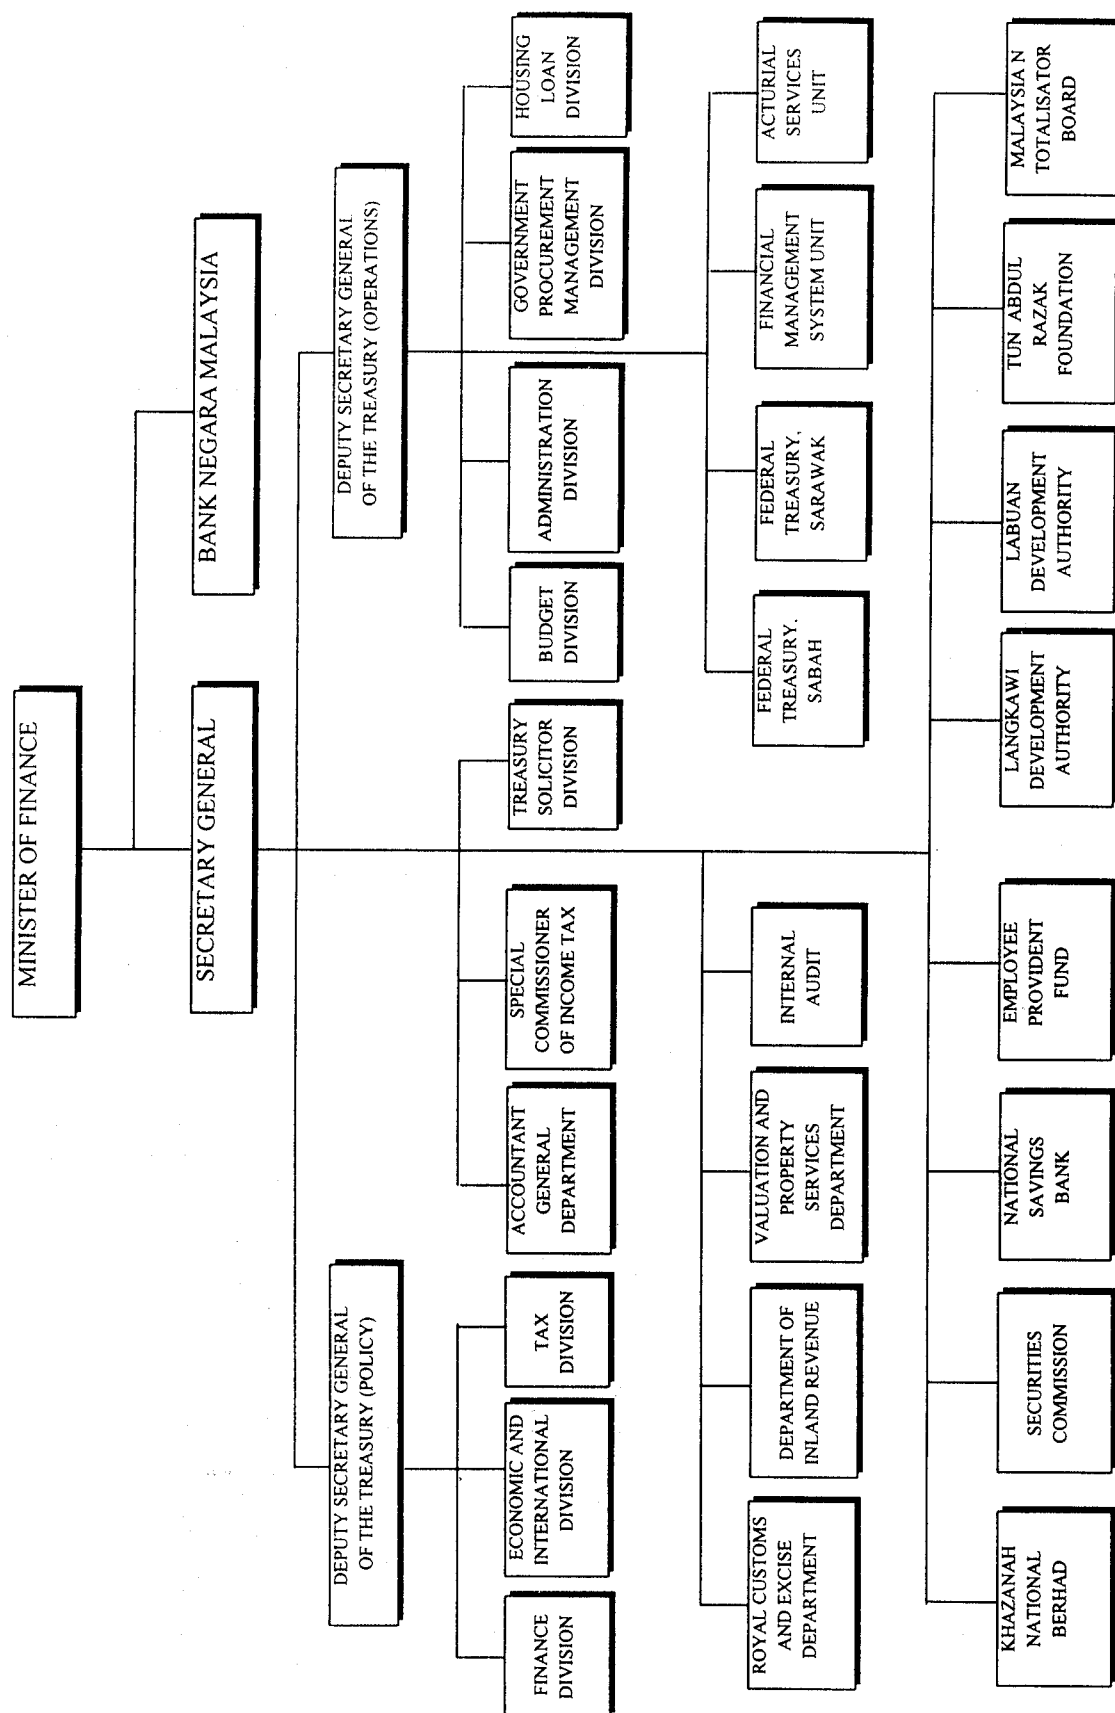 MINISTER OF FINANCE
SECRETARY GENERAL
BANK NEGARA MALAYSIA
DEPUTY SECRETARY GENERAL
OF THE TREASURY (POLICY)
DEPUTY SECRETARY GENERAL
OF THE TREASURY (OPERATIONS)
FINANCE
DIVISION
ECONOMIC AND
INTERNATIONAL
DIVISION
TAX
DIVISION
ACCOUNTANT
GENERAL
DEPARTMENT
SPECIAL
COMMISSIONER
OF INCOME TAX
TREASURY
SOLICITOR
DIVISION
BUDGET
DIVISION
ADMINISTRATION
DIVISION
GOVERNMENT
PROCUREMENT
MANAGEMENT
DIVISION
HOUSING
LOAN
DIVISION
ROYAL CUSTOMS
AND EXCISE
DEPARTMENT
DEPARTMENT OF
INLAND REVENUE
VALUATION AND
PROPERTY
SERVICES
DEPARTMENT
INTERNAL
AUDIT
FEDERAL
TREASURY.
SABAH
FEDERAL
TREASURY,
SARAWAK
FINANCIAL
MANAGEMENT
SYSTEM UNIT
ACTURIAL
SERVICES
UNIT
KHAZANAH
NATIONAL
BERHAD
SECURITIES
COMMISSION
NATIONAL
SAVINGS
BANK
EMPLOYEE
PROVIDENT
FUND
LANGKAWI
DEVELOPMENT
AUTHORITY
LABUAN
DEVELOPMENT
AUTHORITY
TUN ABDUL
RAZAK
FOUNDATION
MALAYSIA N
TOTALISATOR
BOARD